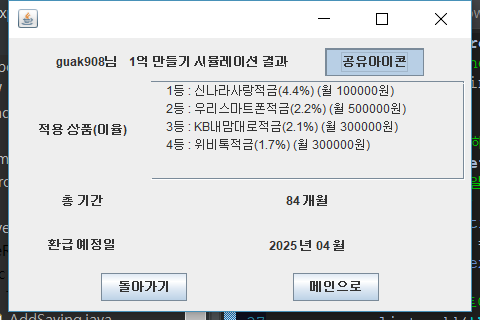 guak908님 1억 만들기 시뮬레이션 결과 공유아이콘
적용 상품(이율)
1등 : 신나라사랑적금(4.4%) (월 100000원)
2등 : 우리스마트폰적금(2.2%) (월 500000원)
3등 : KB내맘대로적금(2.1%) (월 300000원)
4등 : 위비톡적금(1.7%) (월 300000원)
총 기간 84 개월
환급 예정일 2025 년 04 월
돌아가기 메인으로
AddSaving.java